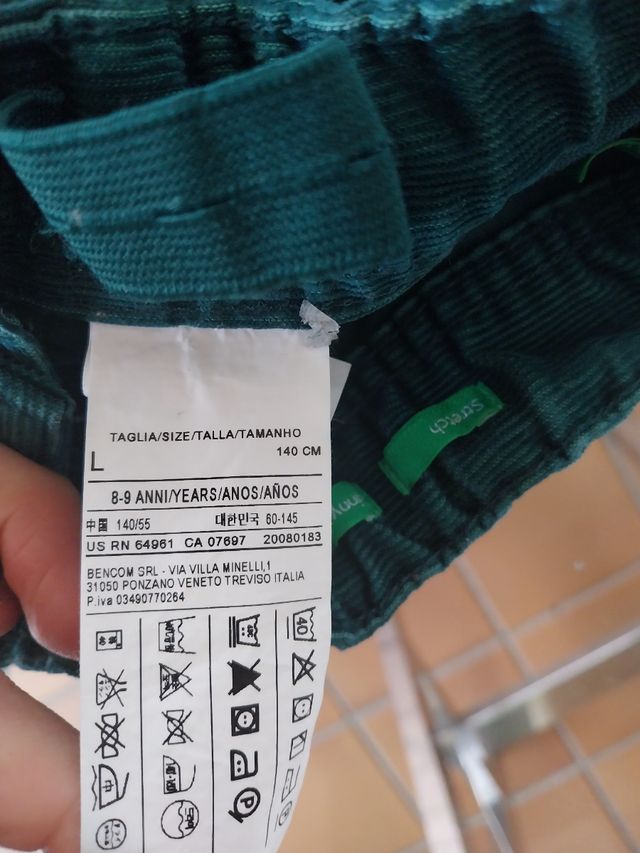 TAGLIA/SIZE/TALLA/TAMANHO
L 140 CM
8-9 ANNI/YEARS/ANOS/AÑOS
中国 140/55 대한민국 60-145
US RN 64961 CA 07697 20080183
BENCOM SRL - VIA VILLA MINELLI,1
31050 PONZANO VENETO TREVISO ITALIA
P.iva 03490770264
40
Stretch